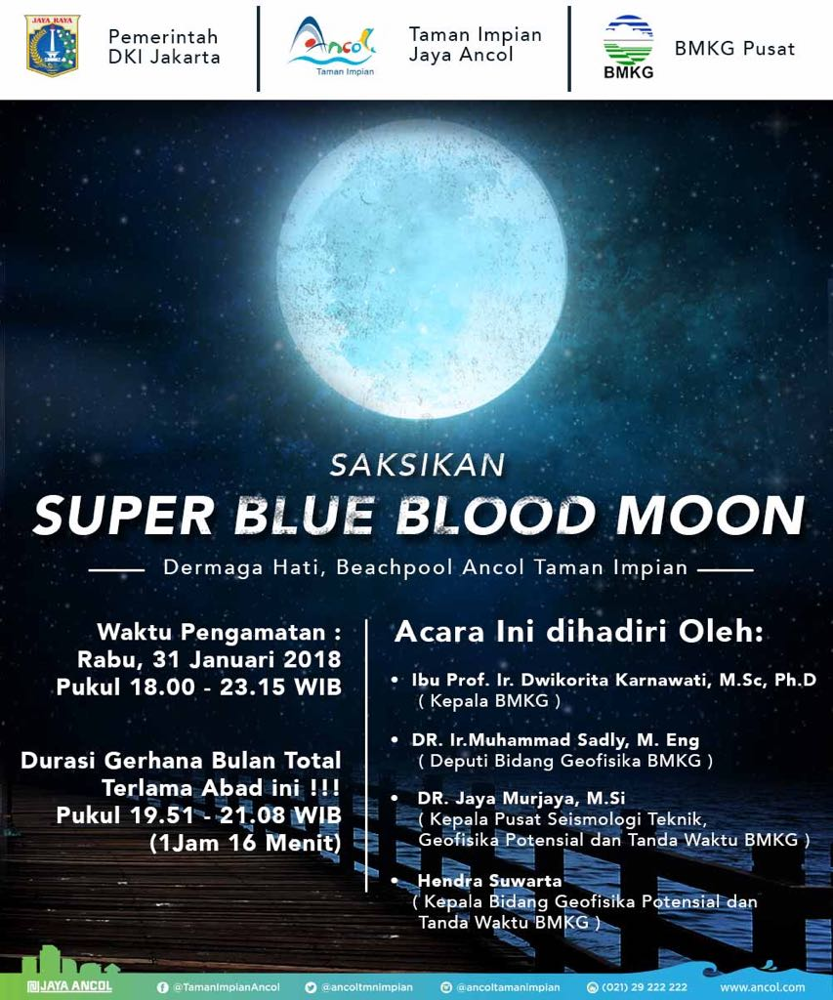 JAYA RAYA
Pemerintah
DKI Jakarta
Ancol
Taman Impian
Taman Impian
Jaya Ancol
BMKG
BMKG Pusat
SAKSIKAN
SUPER BLUE BLOOD MOON
Dermaga Hati, Beachpool Ancol Taman Impian
Waktu Pengamatan :
Rabu, 31 Januari 2018
Pukul 18.00 - 23.15 WIB
Durasi Gerhana Bulan Total
Terlama Abad ini !!!
Pukul 19.51 - 21.08 WIB
(1Jam 16 Menit)
Acara Ini dihadiri Oleh:
• Ibu Prof. Ir. Dwikorita Karnawati, M.Sc, Ph.D
( Kepala BMKG )
• DR. Ir.Muhammad Sadly, M. Eng
( Deputi Bidang Geofisika BMKG )
• DR. Jaya Murjaya, M.Si
( Kepala Pusat Seismologi Teknik,
Geofisika Potensial dan Tanda Waktu BMKG )
• Hendra Suwarta
( Kepala Bidang Geofisika Potensial dan
Tanda Waktu BMKG )
JAYA ANCOL
@TamanImpianAncol
@ancoltmnimpian
@ancoltamanimpian
(021) 29 222 222
www.ancol.com